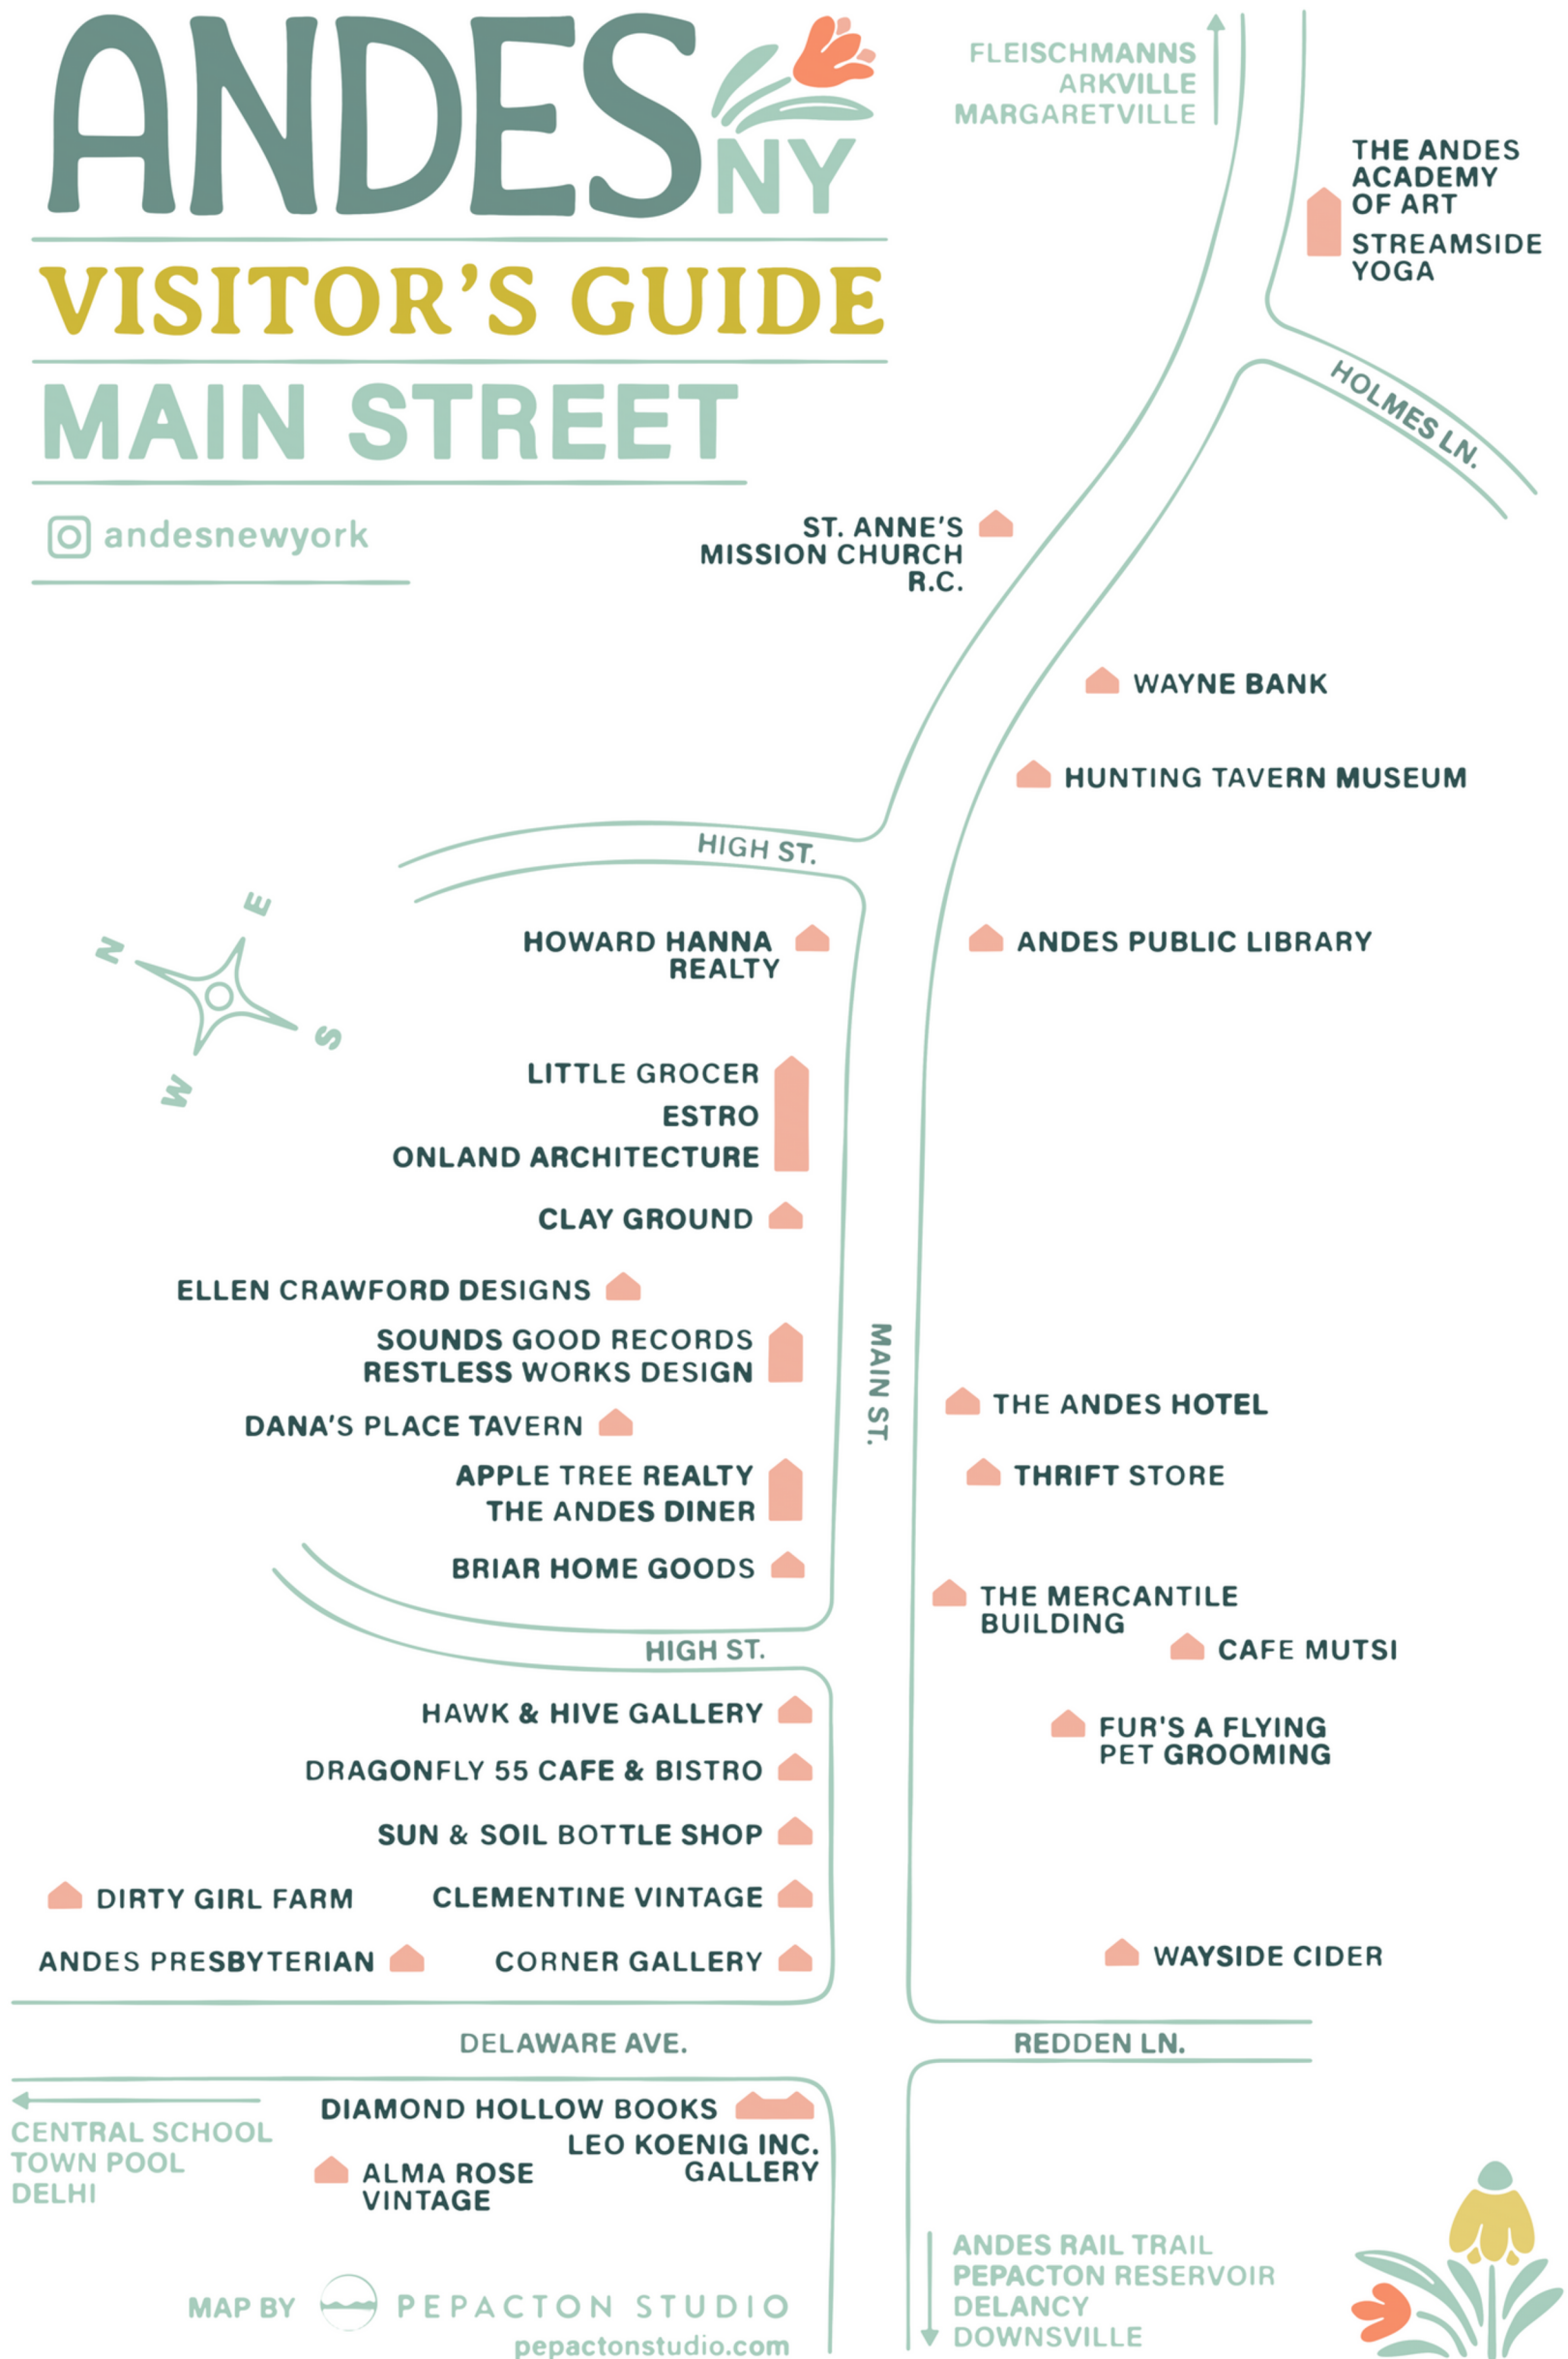 ANDES
NY
VISITOR'S GUIDE
MAIN STREET
andesnewyork
FLEISCHMANNS
ARKVILLE
MARGARETVILLE
THE ANDES
ACADEMY
OF ART
STREAMSIDE
YOGA
HOLMES LN.
ST. ANNE'S
MISSION CHURCH
R.C.
WAYNE BANK
HUNTING TAVERN MUSEUM
HIGH ST.
N
E
S
W
HOWARD HANNA
REALTY
ANDES PUBLIC LIBRARY
LITTLE GROCER
ESTRO
ONLAND ARCHITECTURE
CLAY GROUND
ELLEN CRAWFORD DESIGNS
SOUNDS GOOD RECORDS
RESTLESS WORKS DESIGN
MAIN ST.
DANA'S PLACE TAVERN
THE ANDES HOTEL
APPLE TREE REALTY
THE ANDES DINER
THRIFT STORE
BRIAR HOME GOODS
THE MERCANTILE
BUILDING
HIGH ST.
CAFE MUTSI
HAWK & HIVE GALLERY
FUR'S A FLYING
PET GROOMING
DRAGONFLY 55 CAFE & BISTRO
SUN & SOIL BOTTLE SHOP
DIRTY GIRL FARM
CLEMENTINE VINTAGE
ANDES PRESBYTERIAN
CORNER GALLERY
WAYSIDE CIDER
DELAWARE AVE.
REDDEN LN.
CENTRAL SCHOOL
TOWN POOL
DELHI
DIAMOND HOLLOW BOOKS
LEO KOENIG INC.
GALLERY
ALMA ROSE
VINTAGE
ANDES RAIL TRAIL
PEPACTON RESERVOIR
DELANCY
DOWNSVILLE
MAP BY
PEPACTON STUDIO
pepactonstudio.com